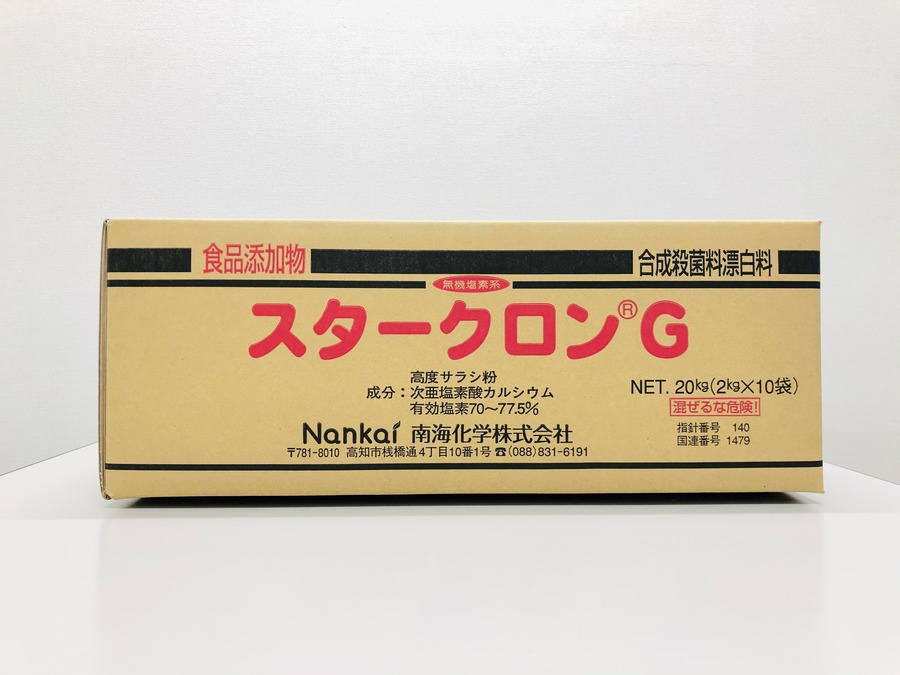 食品添加物
合成殺菌料漂白料
無機塩素系
スタークロン®G
高度サラシ粉
成分：次亜塩素酸カルシウム
有効塩素70～77.5%
NET. 20kg(2kg×10袋)
混ぜるな危険!
指針番号 140
国連番号 1479
Nankai 南海化学株式会社
〒781-8010 高知市桟橋通4丁目10番1号 ☎(088)831-6191